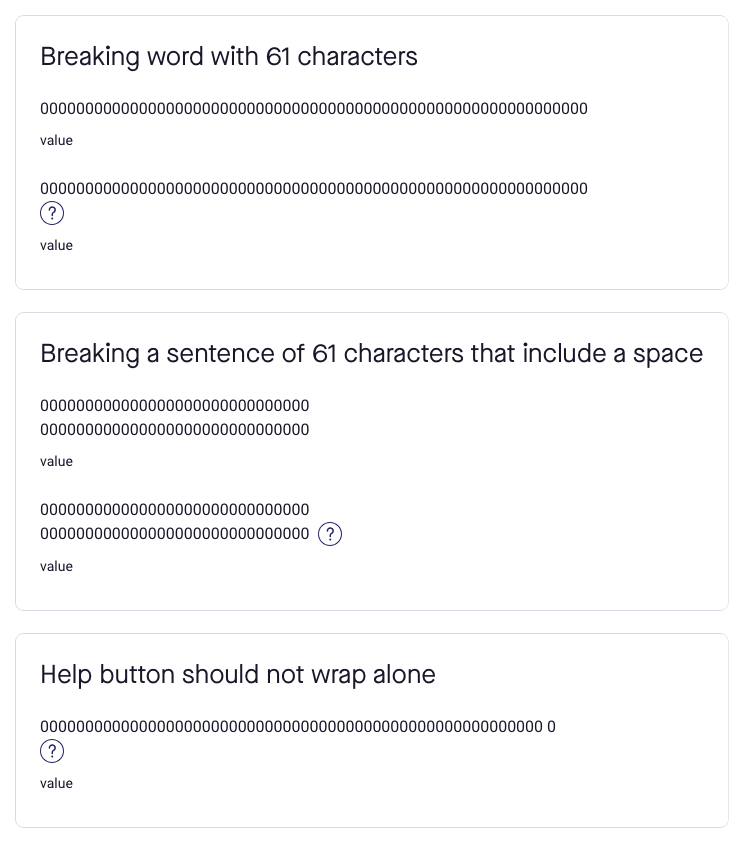 Breaking word with 61 characters
0000000000000000000000000000000000000000000000000000000000000
value
0000000000000000000000000000000000000000000000000000000000000
?
value
Breaking a sentence of 61 characters that include a space
000000000000000000000000000000
000000000000000000000000000000
value
000000000000000000000000000000
000000000000000000000000000000 ?
value
Help button should not wrap alone
00000000000000000000000000000000000000000000000000000000 0
?
value